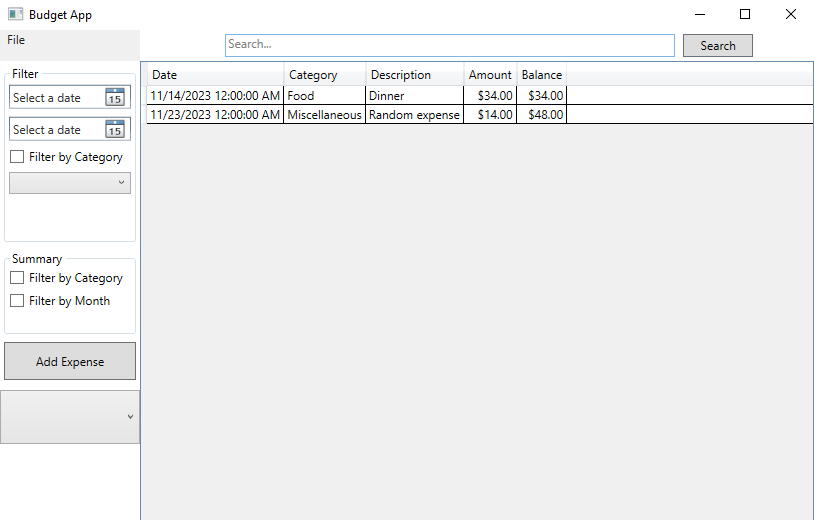 Budget App
File
Search...
Search
Filter
Select a date
15
Select a date
15
Filter by Category
Summary
Filter by Category
Filter by Month
Add Expense
Date Category Description Amount Balance
11/14/2023 12:00:00 AM Food Dinner $34.00 $34.00
11/23/2023 12:00:00 AM Miscellaneous Random expense $14.00 $48.00